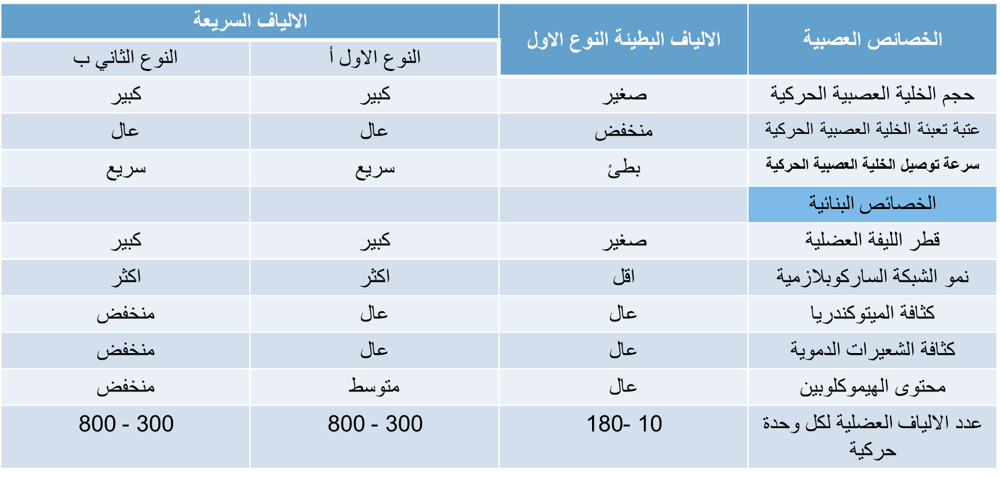 الخصائص العصبية
الالياف البطيئة النوع الاول
الالياف السريعة
النوع الاول أ
النوع الثاني ب
حجم الخلية العصبية الحركية
صغير
كبير
كبير
عتبة تعبئة الخلية العصبية الحركية
منخفض
عال
عال
سرعة توصيل الخلية العصبية الحركية
بطئ
سريع
سريع
الخصائص البنائية
قطر الليفة العضلية
صغير
كبير
كبير
نمو الشبكة الساركوبلازمية
اقل
اكثر
اكثر
كثافة الميتوكندريا
عال
عال
منخفض
كثافة الشعيرات الدموية
عال
عال
منخفض
محتوى الهيموكلوبين
عال
متوسط
منخفض
عدد الالياف العضلية لكل وحدة
حركية
10 -180
300 - 800
300 - 800